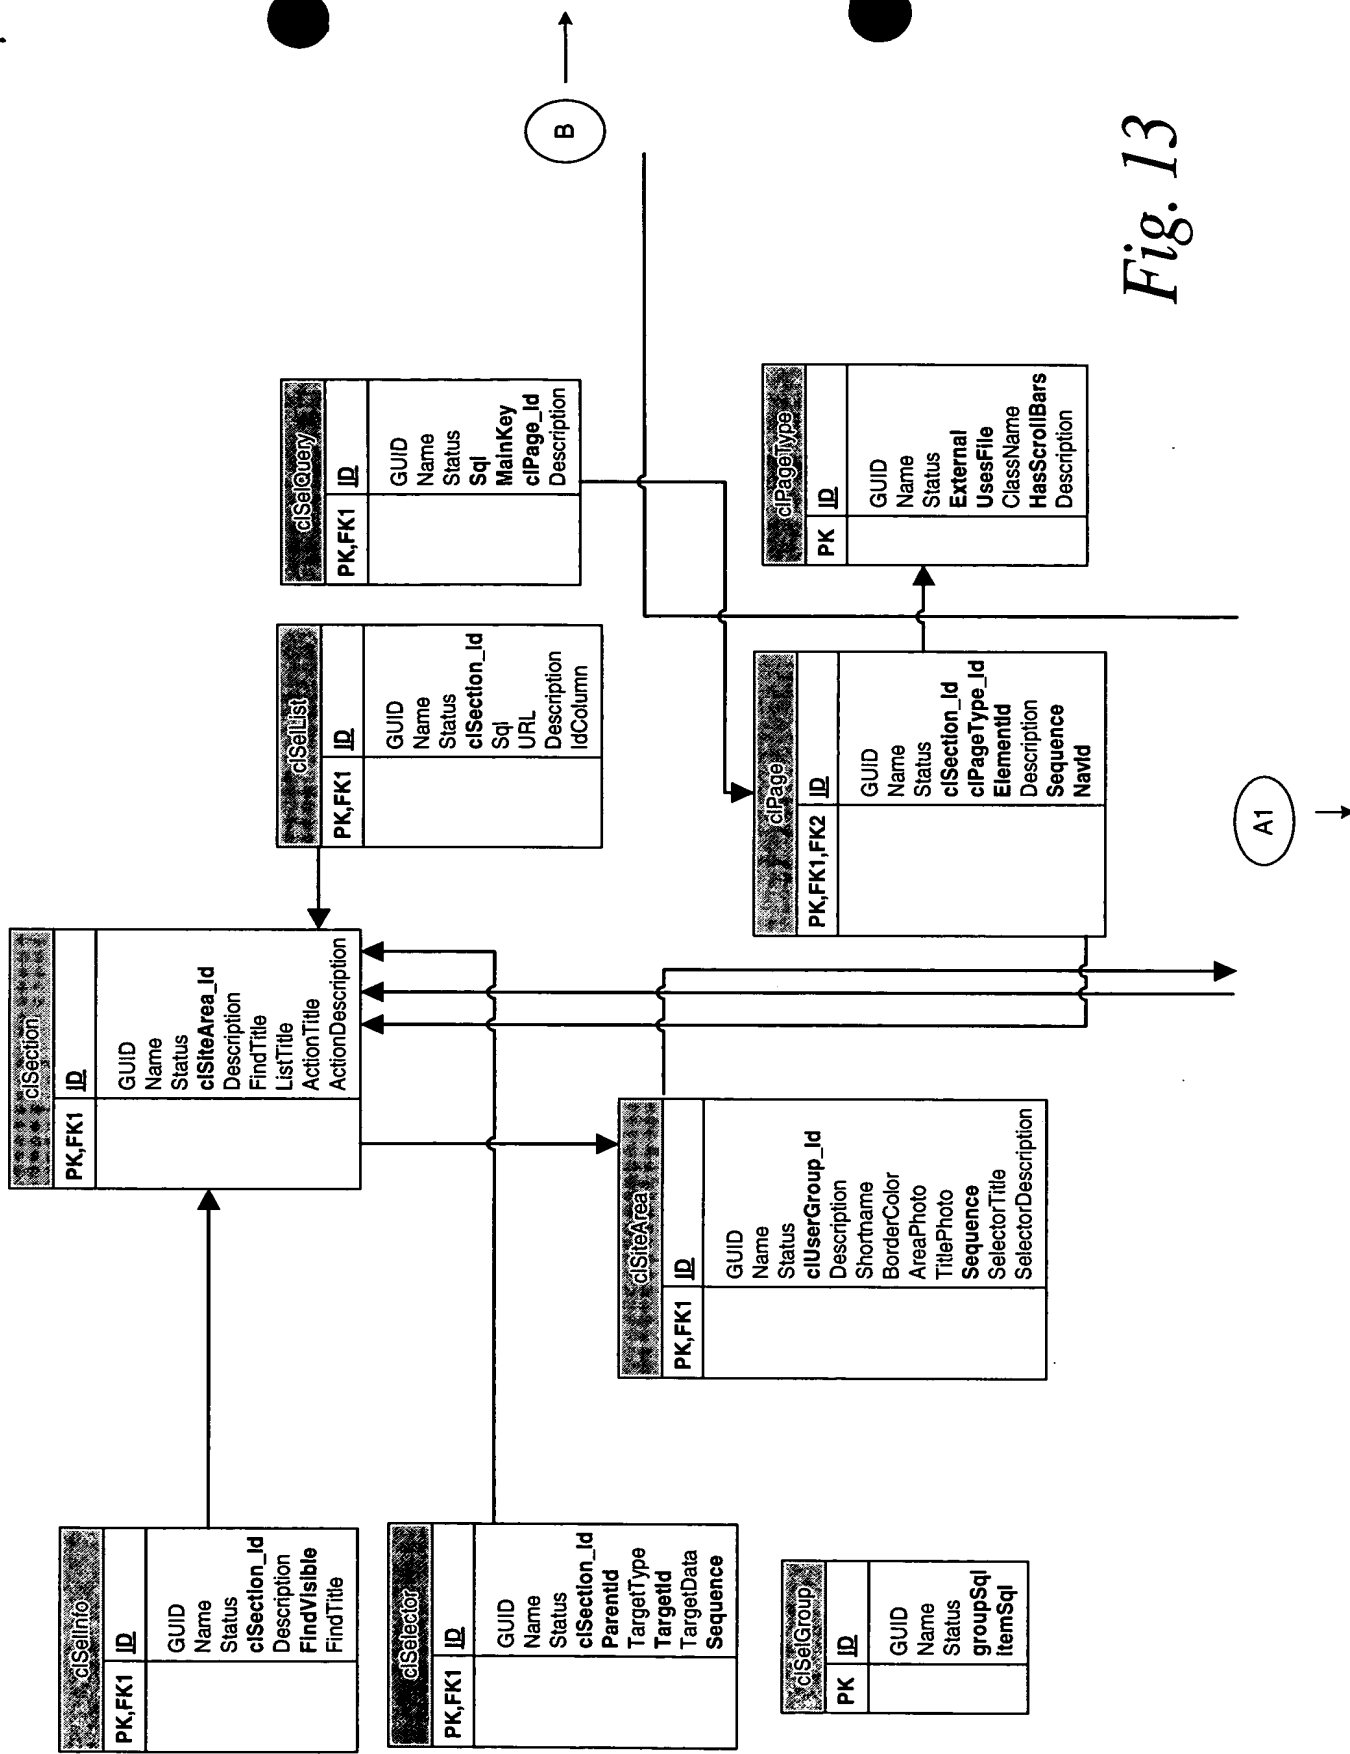 clSelInfo
PK,FK1 ID
GUID
Name
Status
clSection_Id
Description
FindVisible
FindTitle
clSelector
PK,FK1 ID
GUID
Name
Status
clSection_Id
ParentId
TargetType
TargetId
TargetData
Sequence
clSelGroup
PK ID
GUID
Name
Status
groupSql
itemSql
clSection
PK,FK1 ID
GUID
Name
Status
clSiteArea_Id
Description
FindTitle
ListTitle
ActionTitle
ActionDescription
clSiteArea
PK,FK1 ID
GUID
Name
Status
clUserGroup_Id
Description
Shortname
BorderColor
AreaPhoto
TitlePhoto
Sequence
SelectorTitle
SelectorDescription
clSelList
PK,FK1 ID
GUID
Name
Status
clSection_Id
Sql
URL
Description
IdColumn
clPage
PK,FK1,FK2 ID
GUID
Name
Status
clSection_Id
clPageType_Id
ElementId
Description
Sequence
NavId
clSelQuery
PK,FK1 ID
GUID
Name
Status
Sql
MainKey
clPage_Id
Description
clPageType
PK ID
GUID
Name
Status
External
UsesFile
ClassName
HasScrollBars
Description
B
A1
Fig. 13